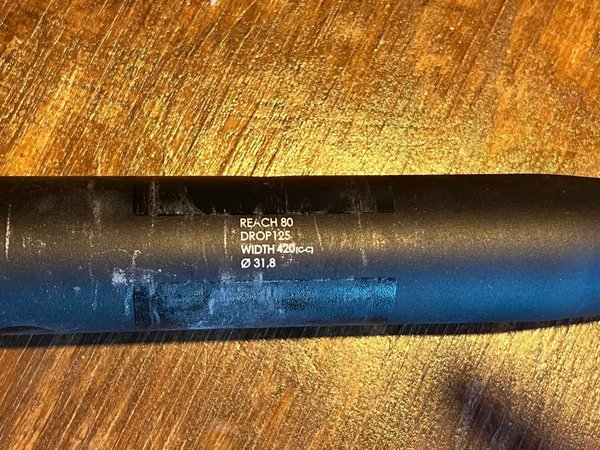 REACH 80
DROP 125
WIDTH 420(C-C)
Ø 31,8